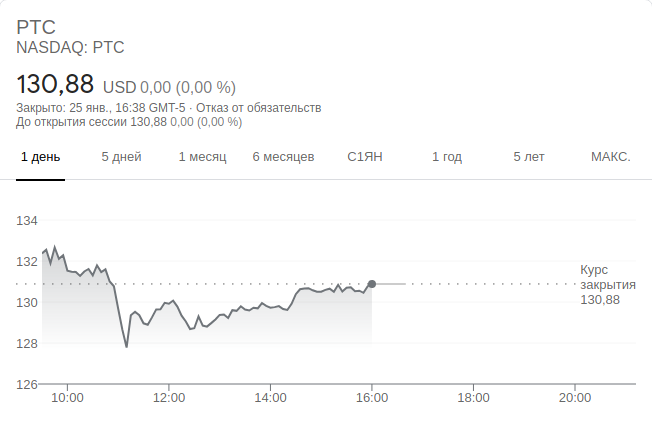 PTC
NASDAQ: PTC
130,88 USD 0,00 (0,00 %)
Закрыто: 25 янв., 16:38 GMT-5 · Отказ от обязательств
До открытия сессии 130,88 0,00 (0,00 %)
1 день 5 дней 1 месяц 6 месяцев С1ЯН 1 год 5 лет МАКС.
134
132
Курс
закрытия
130,88
130
128
126
10:00 12:00 14:00 16:00 18:00 20:00